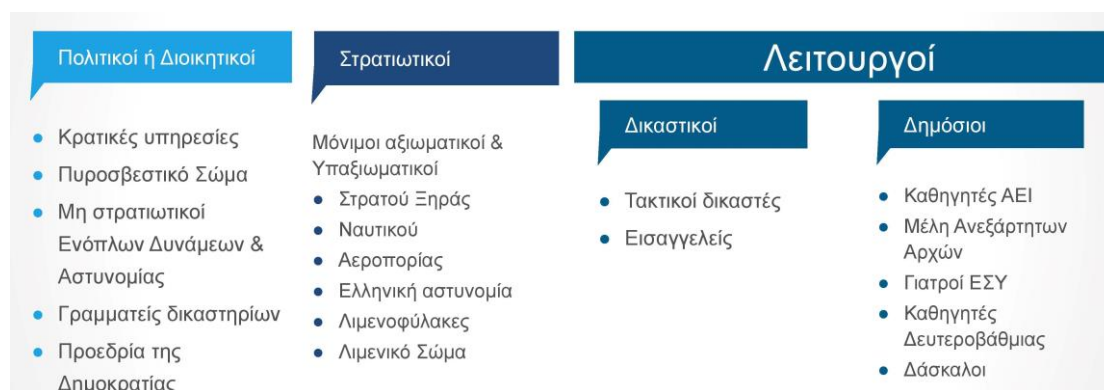 Πολιτικοί ή Διοικητικοί
Κρατικές υπηρεσίες
Πυροσβεστικό Σώμα
Μη στρατιωτικοί
Ενόπλων Δυνάμεων &
Αστυνομίας
Γραμματείς δικαστηρίων
Προεδρία της
Δημοκρατίας
Στρατιωτικοί
Μόνιμοι αξιωματικοί &
Υπαξιωματικοί
Στρατού Ξηράς
Ναυτικού
Αεροπορίας
Ελληνική αστυνομία
Λιμενοφύλακες
Λιμενικό Σώμα
Λειτουργοί
Δικαστικοί
Τακτικοί δικαστές
Εισαγγελείς
Δημόσιοι
Καθηγητές ΑΕΙ
Μέλη Ανεξάρτητων
Αρχών
Γιατροί ΕΣΥ
Καθηγητές
Δευτεροβάθμιας
Δάσκαλοι